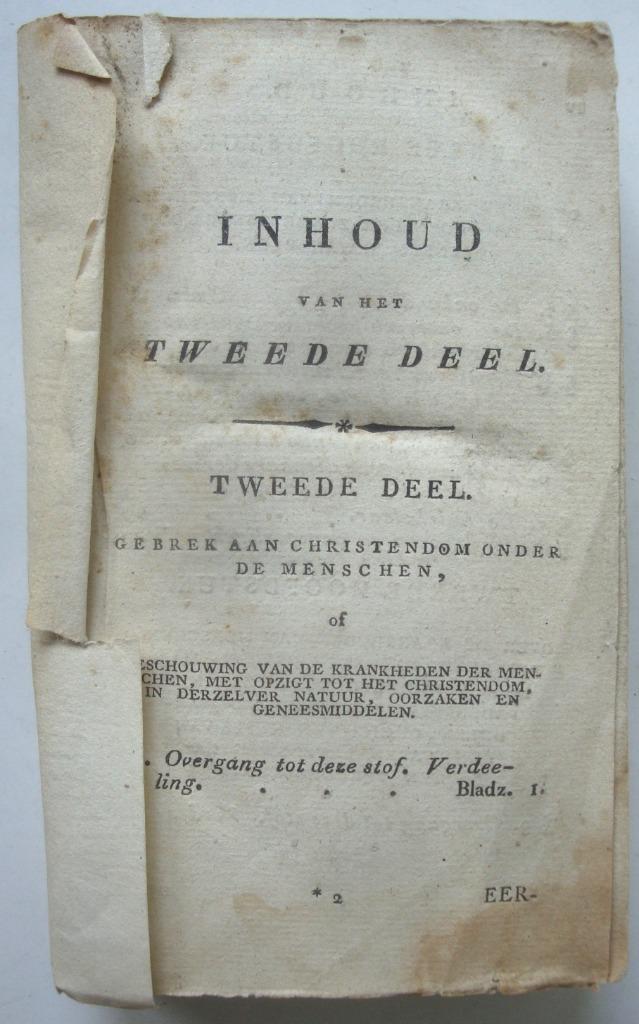 INHOUD
VAN HET
TWEEDE DEEL.
TWEEDE DEEL.
GEBREK AAN CHRISTENDOM ONDER
DE MENSCHEN,
of
ESCHOUWING VAN DE KRANKHEDEN DER MEN-
CHEN, MET OPZIGT TOT HET CHRISTENDOM,
IN DERZELVER NATUUR, OORZAKEN EN
GENEESMIDDELEN.
. Overgang tot deze stof. Verdee-
ling. . . . Bladz. 1.
* 2 EER-